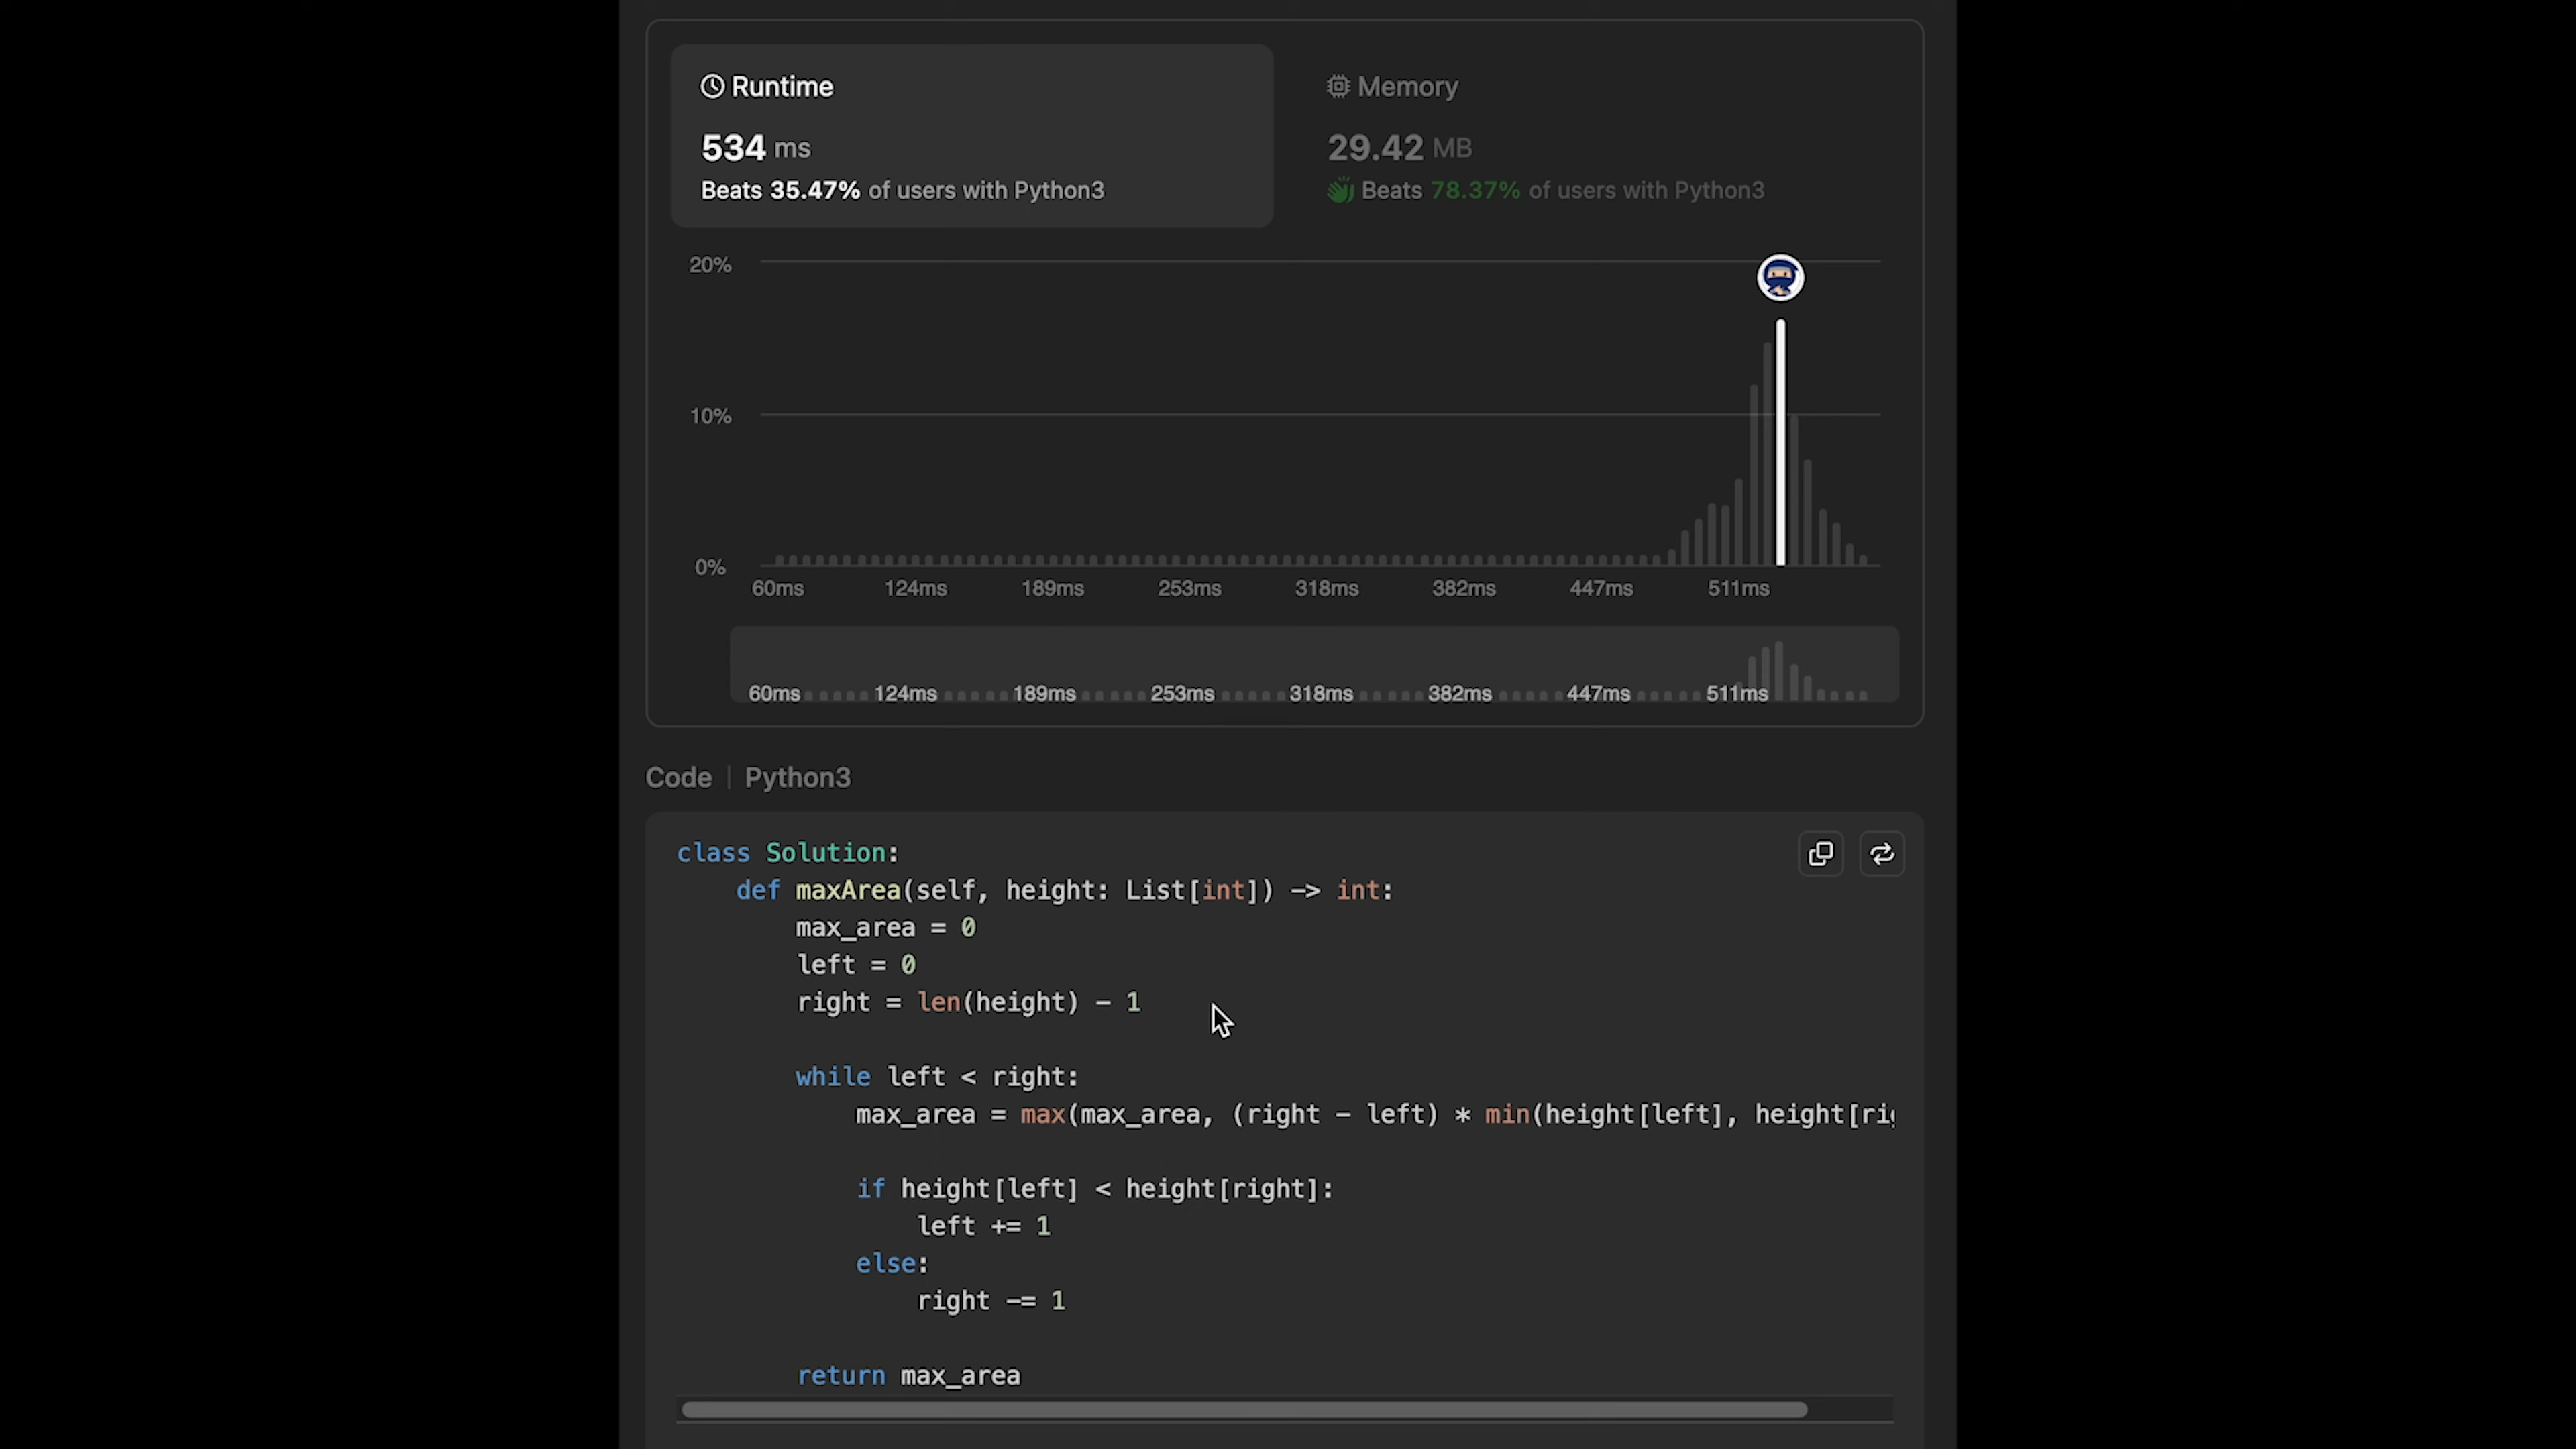 Runtime
534 ms
Beats 35.47% of users with Python3
Memory
29.42 MB
Beats 78.37% of users with Python3
20%
10%
0%
60ms 124ms 189ms 253ms 318ms 382ms 447ms 511ms
60ms 124ms 189ms 253ms 318ms 382ms 447ms 511ms
Code | Python3
class Solution:
    def maxArea(self, height: List[int]) -> int:
        max_area = 0
        left = 0
        right = len(height) - 1
        while left < right:
            max_area = max(max_area, (right - left) * min(height[left], height[ri
            if height[left] < height[right]:
                left += 1
            else:
                right -= 1
        return max_area